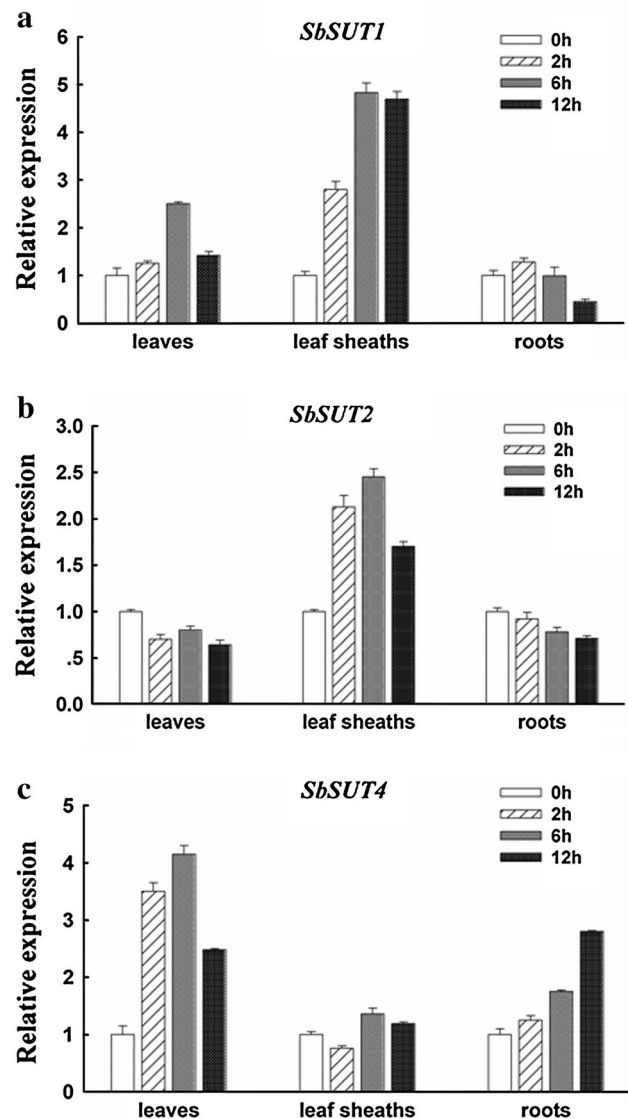 a
SbSUT1
Relative expression
6
5
4
3
2
1
0
0h
2h
6h
12h
leaves leaf sheaths roots
b
SbSUT2
Relative expression
3.0
2.5
2.0
1.5
1.0
.5
0.0
0h
2h
6h
12h
leaves leaf sheaths roots
c
SbSUT4
Relative expression
5
4
3
2
1
0
0h
2h
6h
12h
leaves leaf sheaths roots